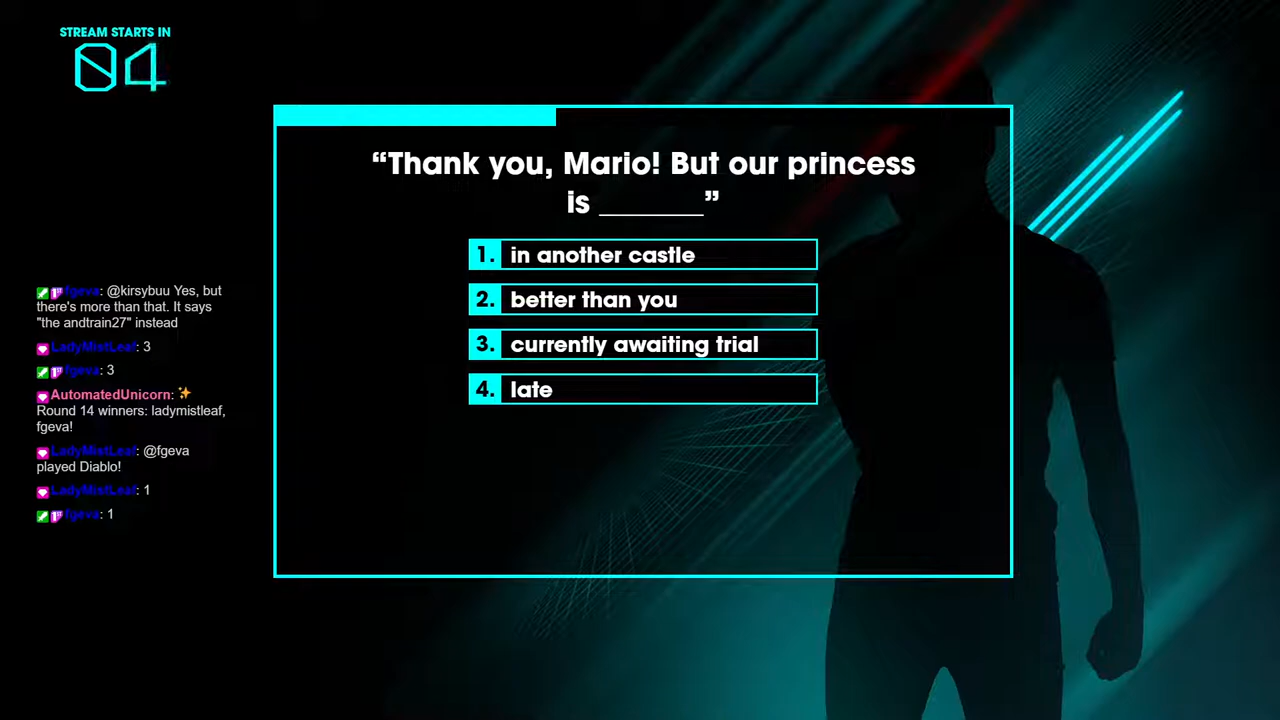 STREAM STARTS IN
04
“Thank you, Mario! But our princess
is _______”
1. in another castle
2. better than you
3. currently awaiting trial
4. late
fgeva: @kirsybuu Yes, but
there's more than that. It says
"the andtrain27" instead
LadyMistLeaf: 3
fgeva: 3
AutomatedUnicorn: ✨
Round 14 winners: ladymistleaf,
fgeva!
LadyMistLeaf: @fgeva
played Diablo!
LadyMistLeaf: 1
fgeva: 1